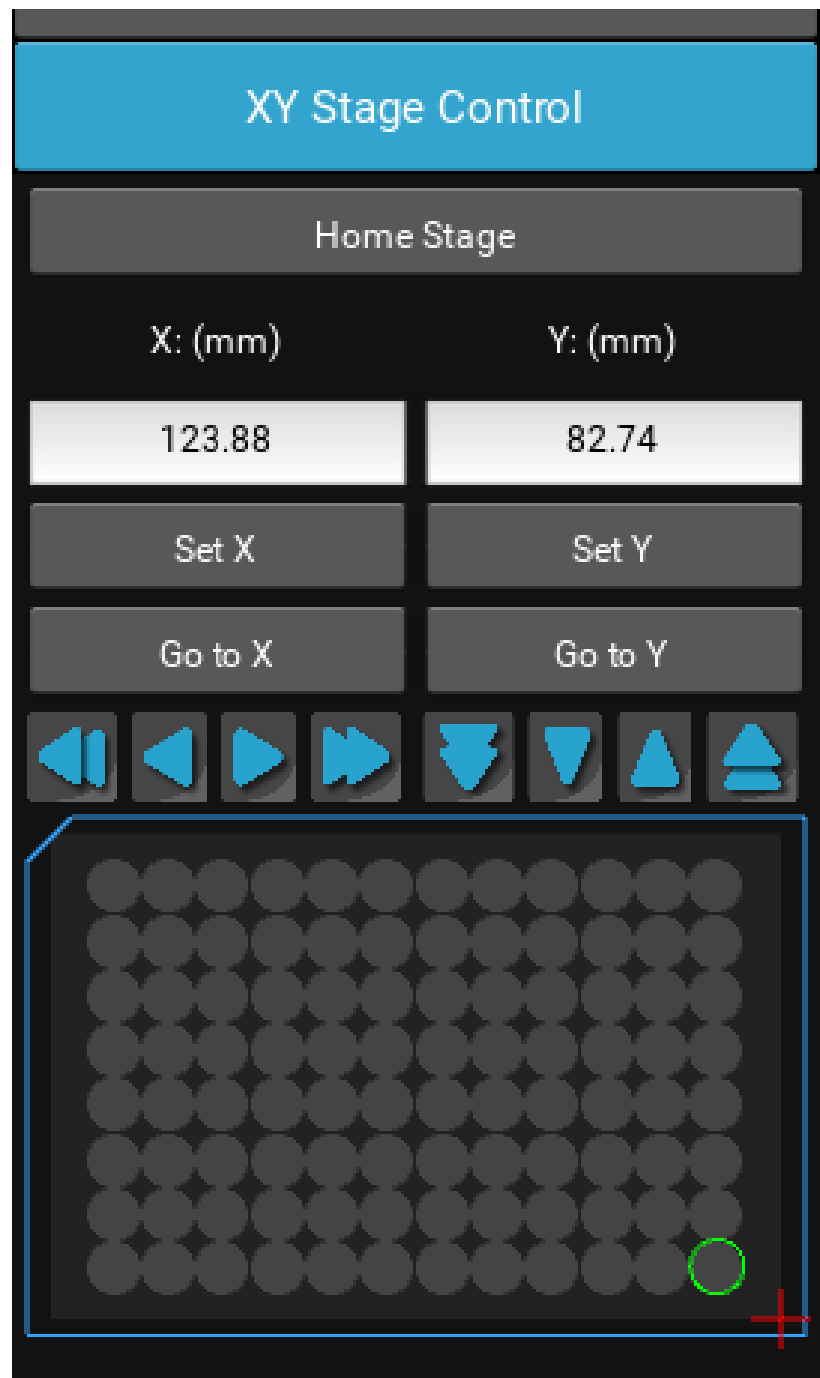 XY Stage Control
Home Stage
X: (mm) Y: (mm)
123.88 82.74
Set X Set Y
Go to X Go to Y